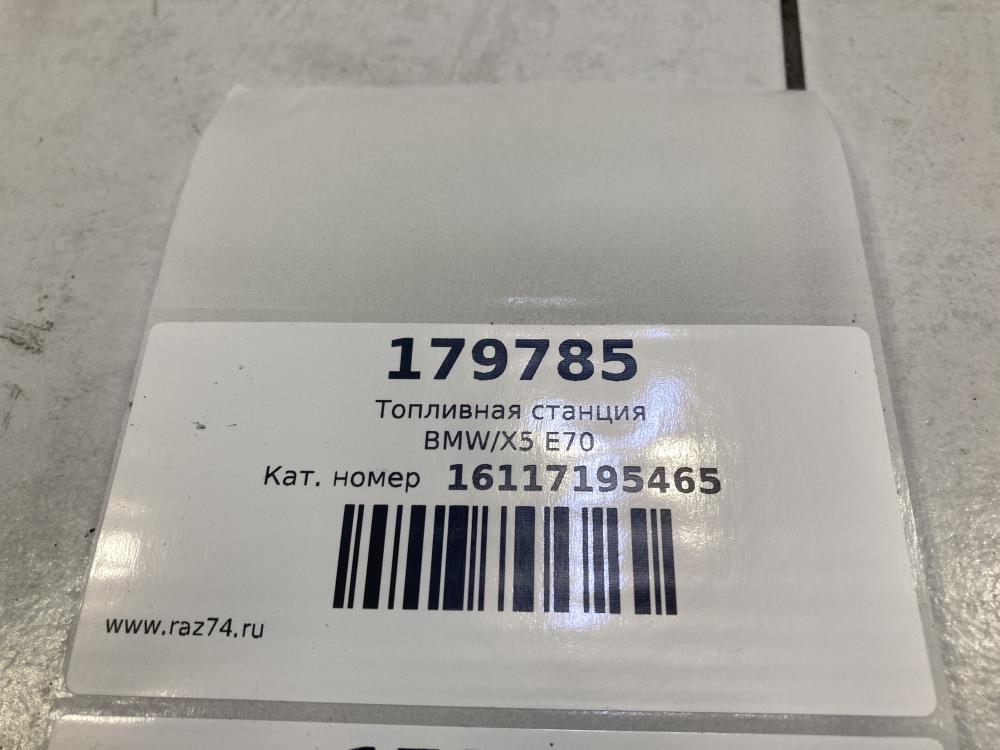 179785
Топливная станция
BMW/X5 E70
Кат. номер 16117195465
www.raz74.ru